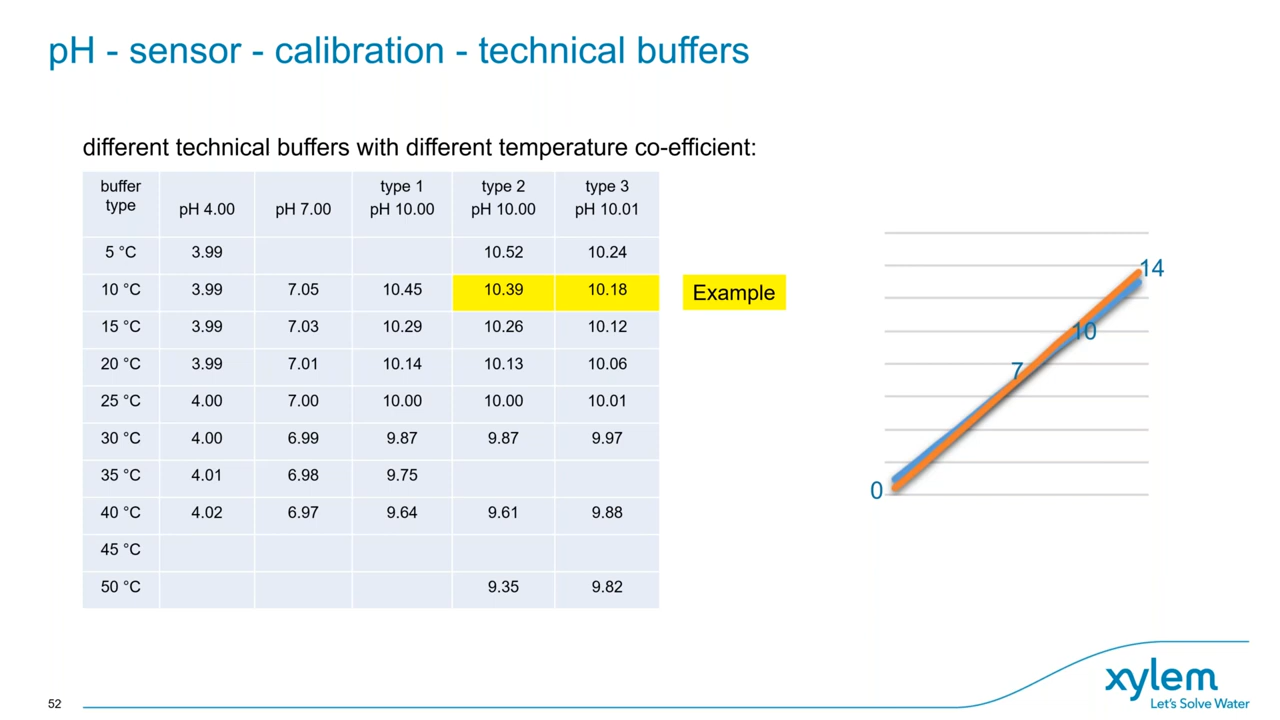 pH - sensor - calibration - technical buffers
different technical buffers with different temperature co-efficient:
buffer type pH 4.00 pH 7.00 type 1 pH 10.00 type 2 pH 10.00 type 3 pH 10.01
5 °C 3.99 10.52 10.24
10 °C 3.99 7.05 10.45 10.39 10.18
Example
15 °C 3.99 7.03 10.29 10.26 10.12
20 °C 3.99 7.01 10.14 10.13 10.06
25 °C 4.00 7.00 10.00 10.00 10.01
30 °C 4.00 6.99 9.87 9.87 9.97
35 °C 4.01 6.98 9.75
40 °C 4.02 6.97 9.64 9.61 9.88
45 °C
50 °C 9.35 9.82
14
10
7
0
xylem
Let's Solve Water
52